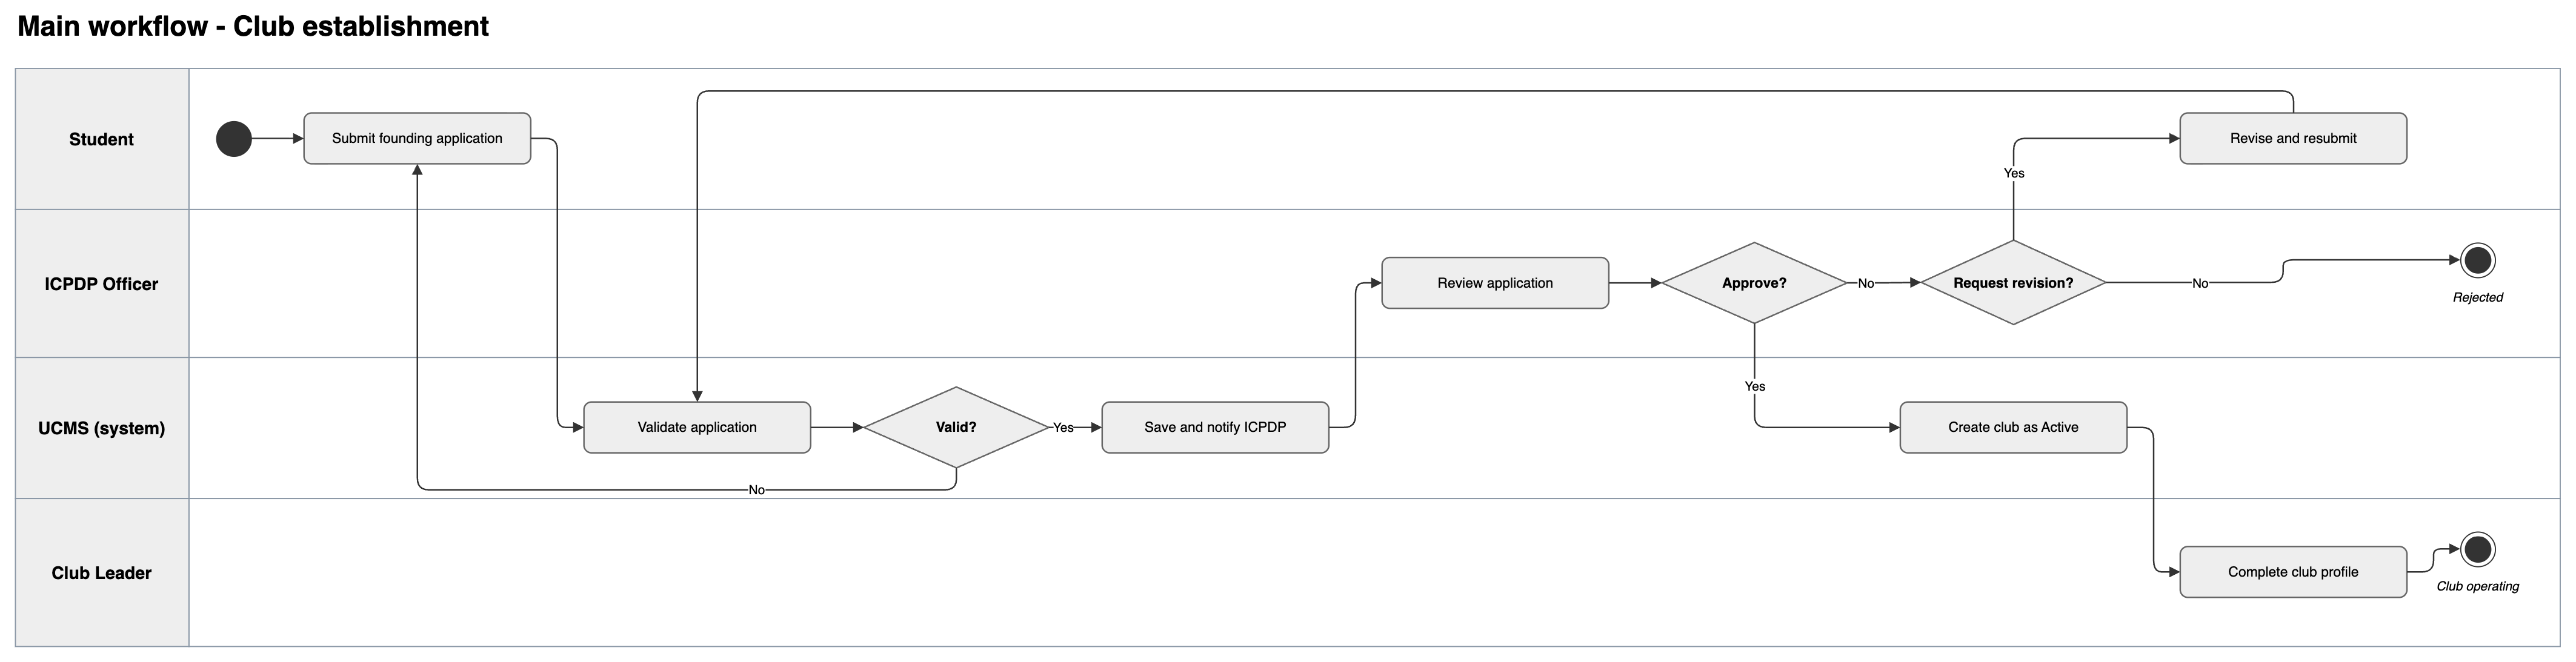 Main workflow - Club establishment
Student
Submit founding application
Revise and resubmit
Yes
ICPDP Officer
Review application
Approve?
No
Request revision?
No
Rejected
Yes
UCMS (system)
Validate application
Valid?
Yes
Save and notify ICPDP
Create club as Active
No
Club Leader
Complete club profile
Club operating